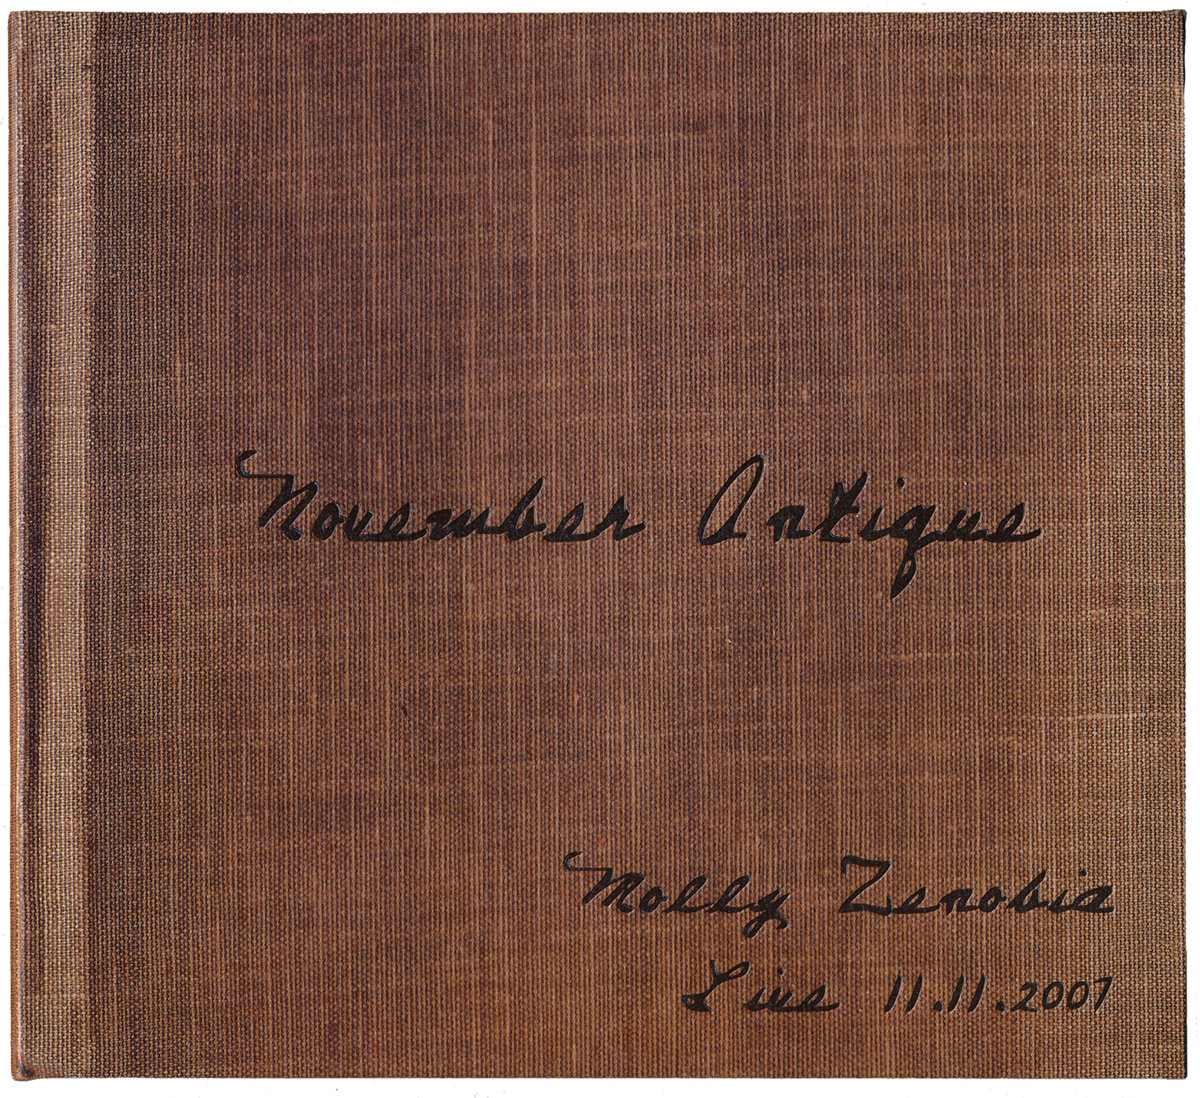 November Antique
Molly Zenobia
Live 11.11.2007